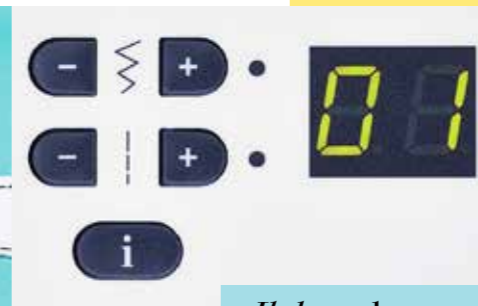 - + 01
- +
i